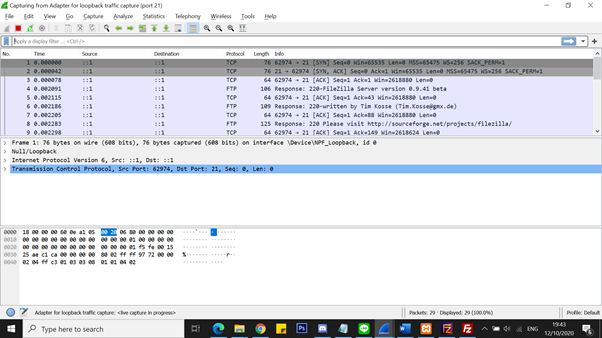 Capturing from Adapter for loopback traffic capture (port 21)
File Edit View Go Capture Analyze Statistics Telephony Wireless Tools Help
Apply a display filter ... <Ctrl-/>
No. Time Source Destination Protocol Length Info
1 0.000000 ::1 ::1 TCP 76 62974 → 21 [SYN] Seq=0 Win=65535 Len=0 MSS=65475 WS=256 SACK_PERM=1
2 0.000042 ::1 ::1 TCP 76 21 → 62974 [SYN, ACK] Seq=0 Ack=1 Win=65535 Len=0 MSS=65475 WS=256 SACK_PERM=1
3 0.000078 ::1 ::1 TCP 64 62974 → 21 [ACK] Seq=1 Ack=1 Win=2618880 Len=0
4 0.002091 ::1 ::1 FTP 106 Response: 220-FileZilla Server version 0.9.41 beta
5 0.002115 ::1 ::1 TCP 64 62974 → 21 [ACK] Seq=1 Ack=43 Win=2618880 Len=0
6 0.002186 ::1 ::1 FTP 109 Response: 220-written by Tim Kosse (Tim.Kosse@gmx.de)
7 0.002205 ::1 ::1 TCP 64 62974 → 21 [ACK] Seq=1 Ack=88 Win=2618880 Len=0
8 0.002283 ::1 ::1 FTP 125 Response: 220 Please visit http://sourceforge.net/projects/filezilla/
9 0.002298 ::1 ::1 TCP 64 62974 → 21 [ACK] Seq=1 Ack=149 Win=2618624 Len=0
Frame 1: 76 bytes on wire (608 bits), 76 bytes captured (608 bits) on interface \Device\NPF_Loopback, id 0
Null/Loopback
Internet Protocol Version 6, Src: ::1, Dst: ::1
Transmission Control Protocol, Src Port: 62974, Dst Port: 21, Seq: 0, Len: 0
0000 18 00 00 00 60 0e a1 05 00 20 06 80 00 00 00 00
0010 00 00 00 00 00 00 00 00 00 00 00 01 00 00 00 00
0020 00 00 00 00 00 00 00 00 00 00 00 01 f5 fe 00 15
0030 25 ae c1 ca 00 00 00 00 80 02 ff ff 97 72 00 00
0040 02 04 ff c3 01 03 03 08 01 01 04 02
Adapter for loopback traffic capture: <live capture in progress>
Packets: 29 · Displayed: 29 (100.0%)
Profile: Default
Type here to search
ENG
19:43
12/10/2020